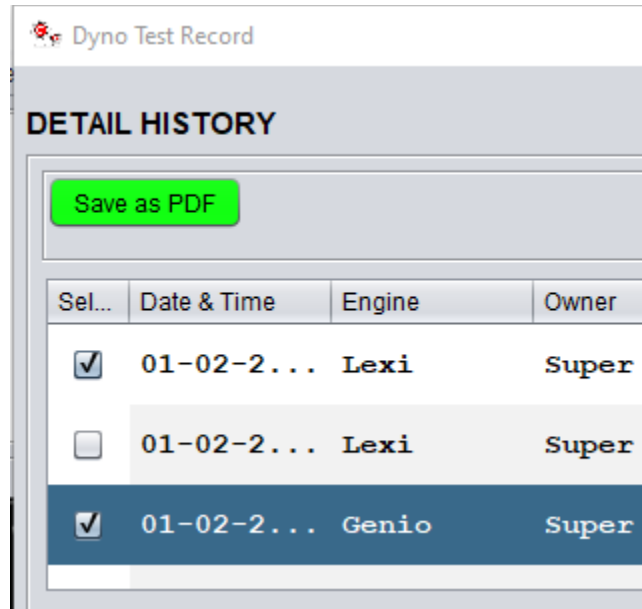 Dyno Test Record
DETAIL HISTORY
Save as PDF
Sel... Date & Time Engine Owner
01-02-2... Lexi Super
01-02-2... Lexi Super
01-02-2... Genio Super